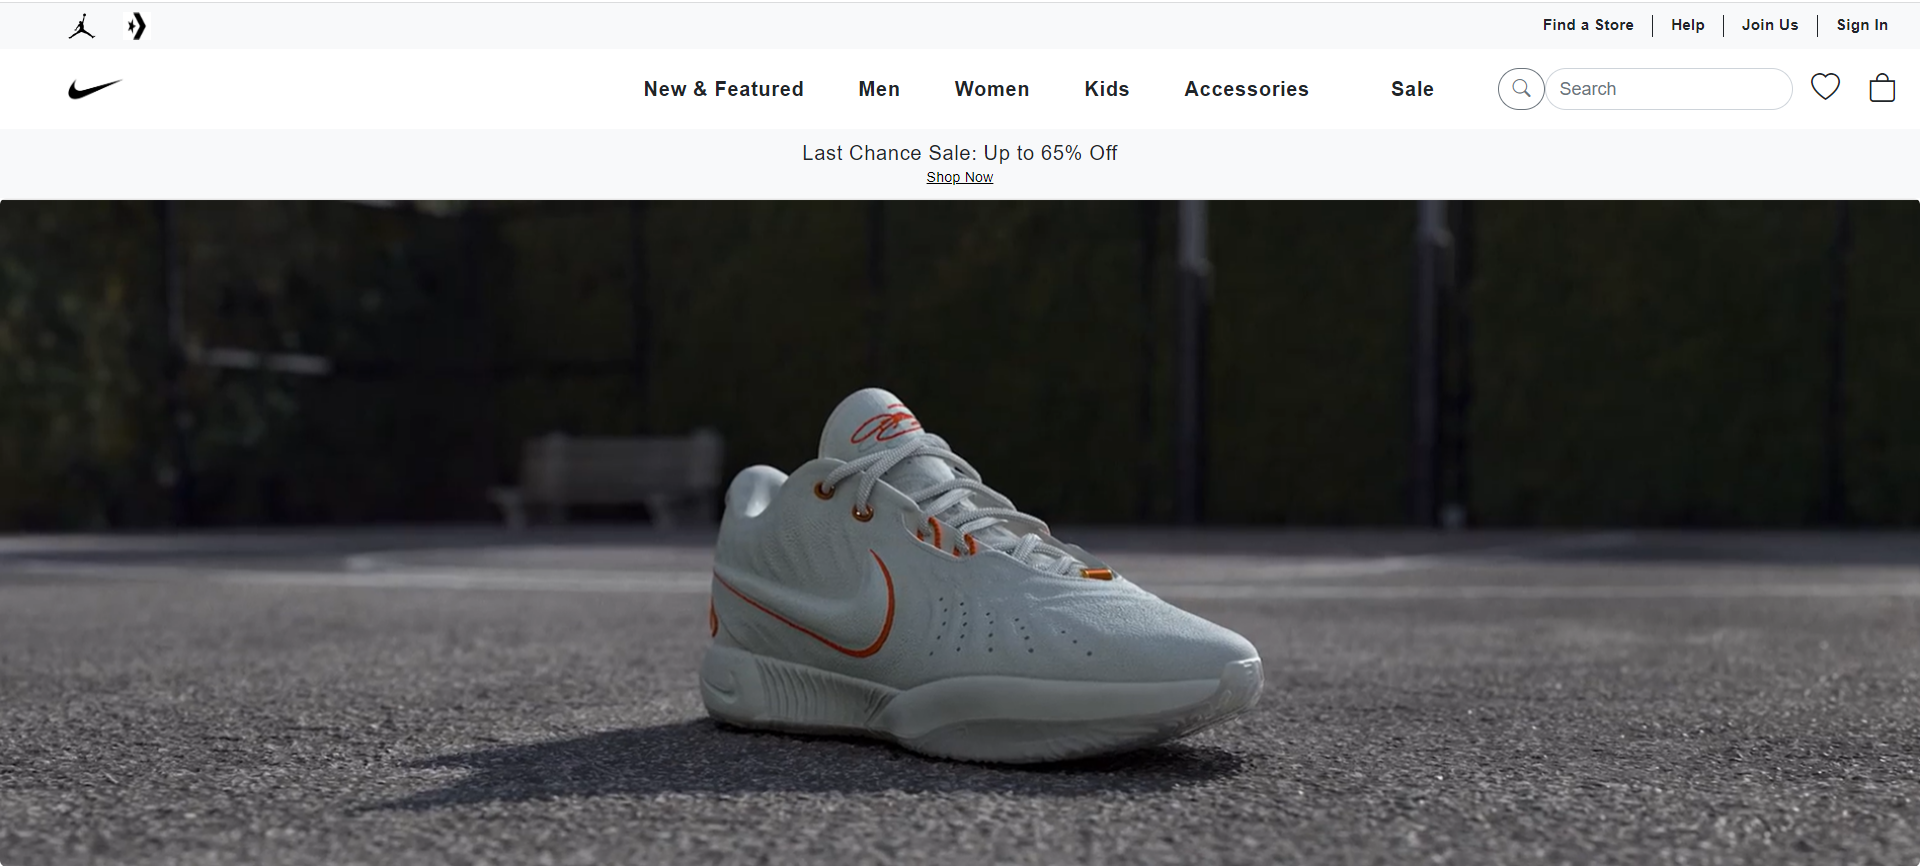 Find a Store
Help
Join Us
Sign In
New & Featured
Men
Women
Kids
Accessories
Sale
Search
Last Chance Sale: Up to 65% Off
Shop Now